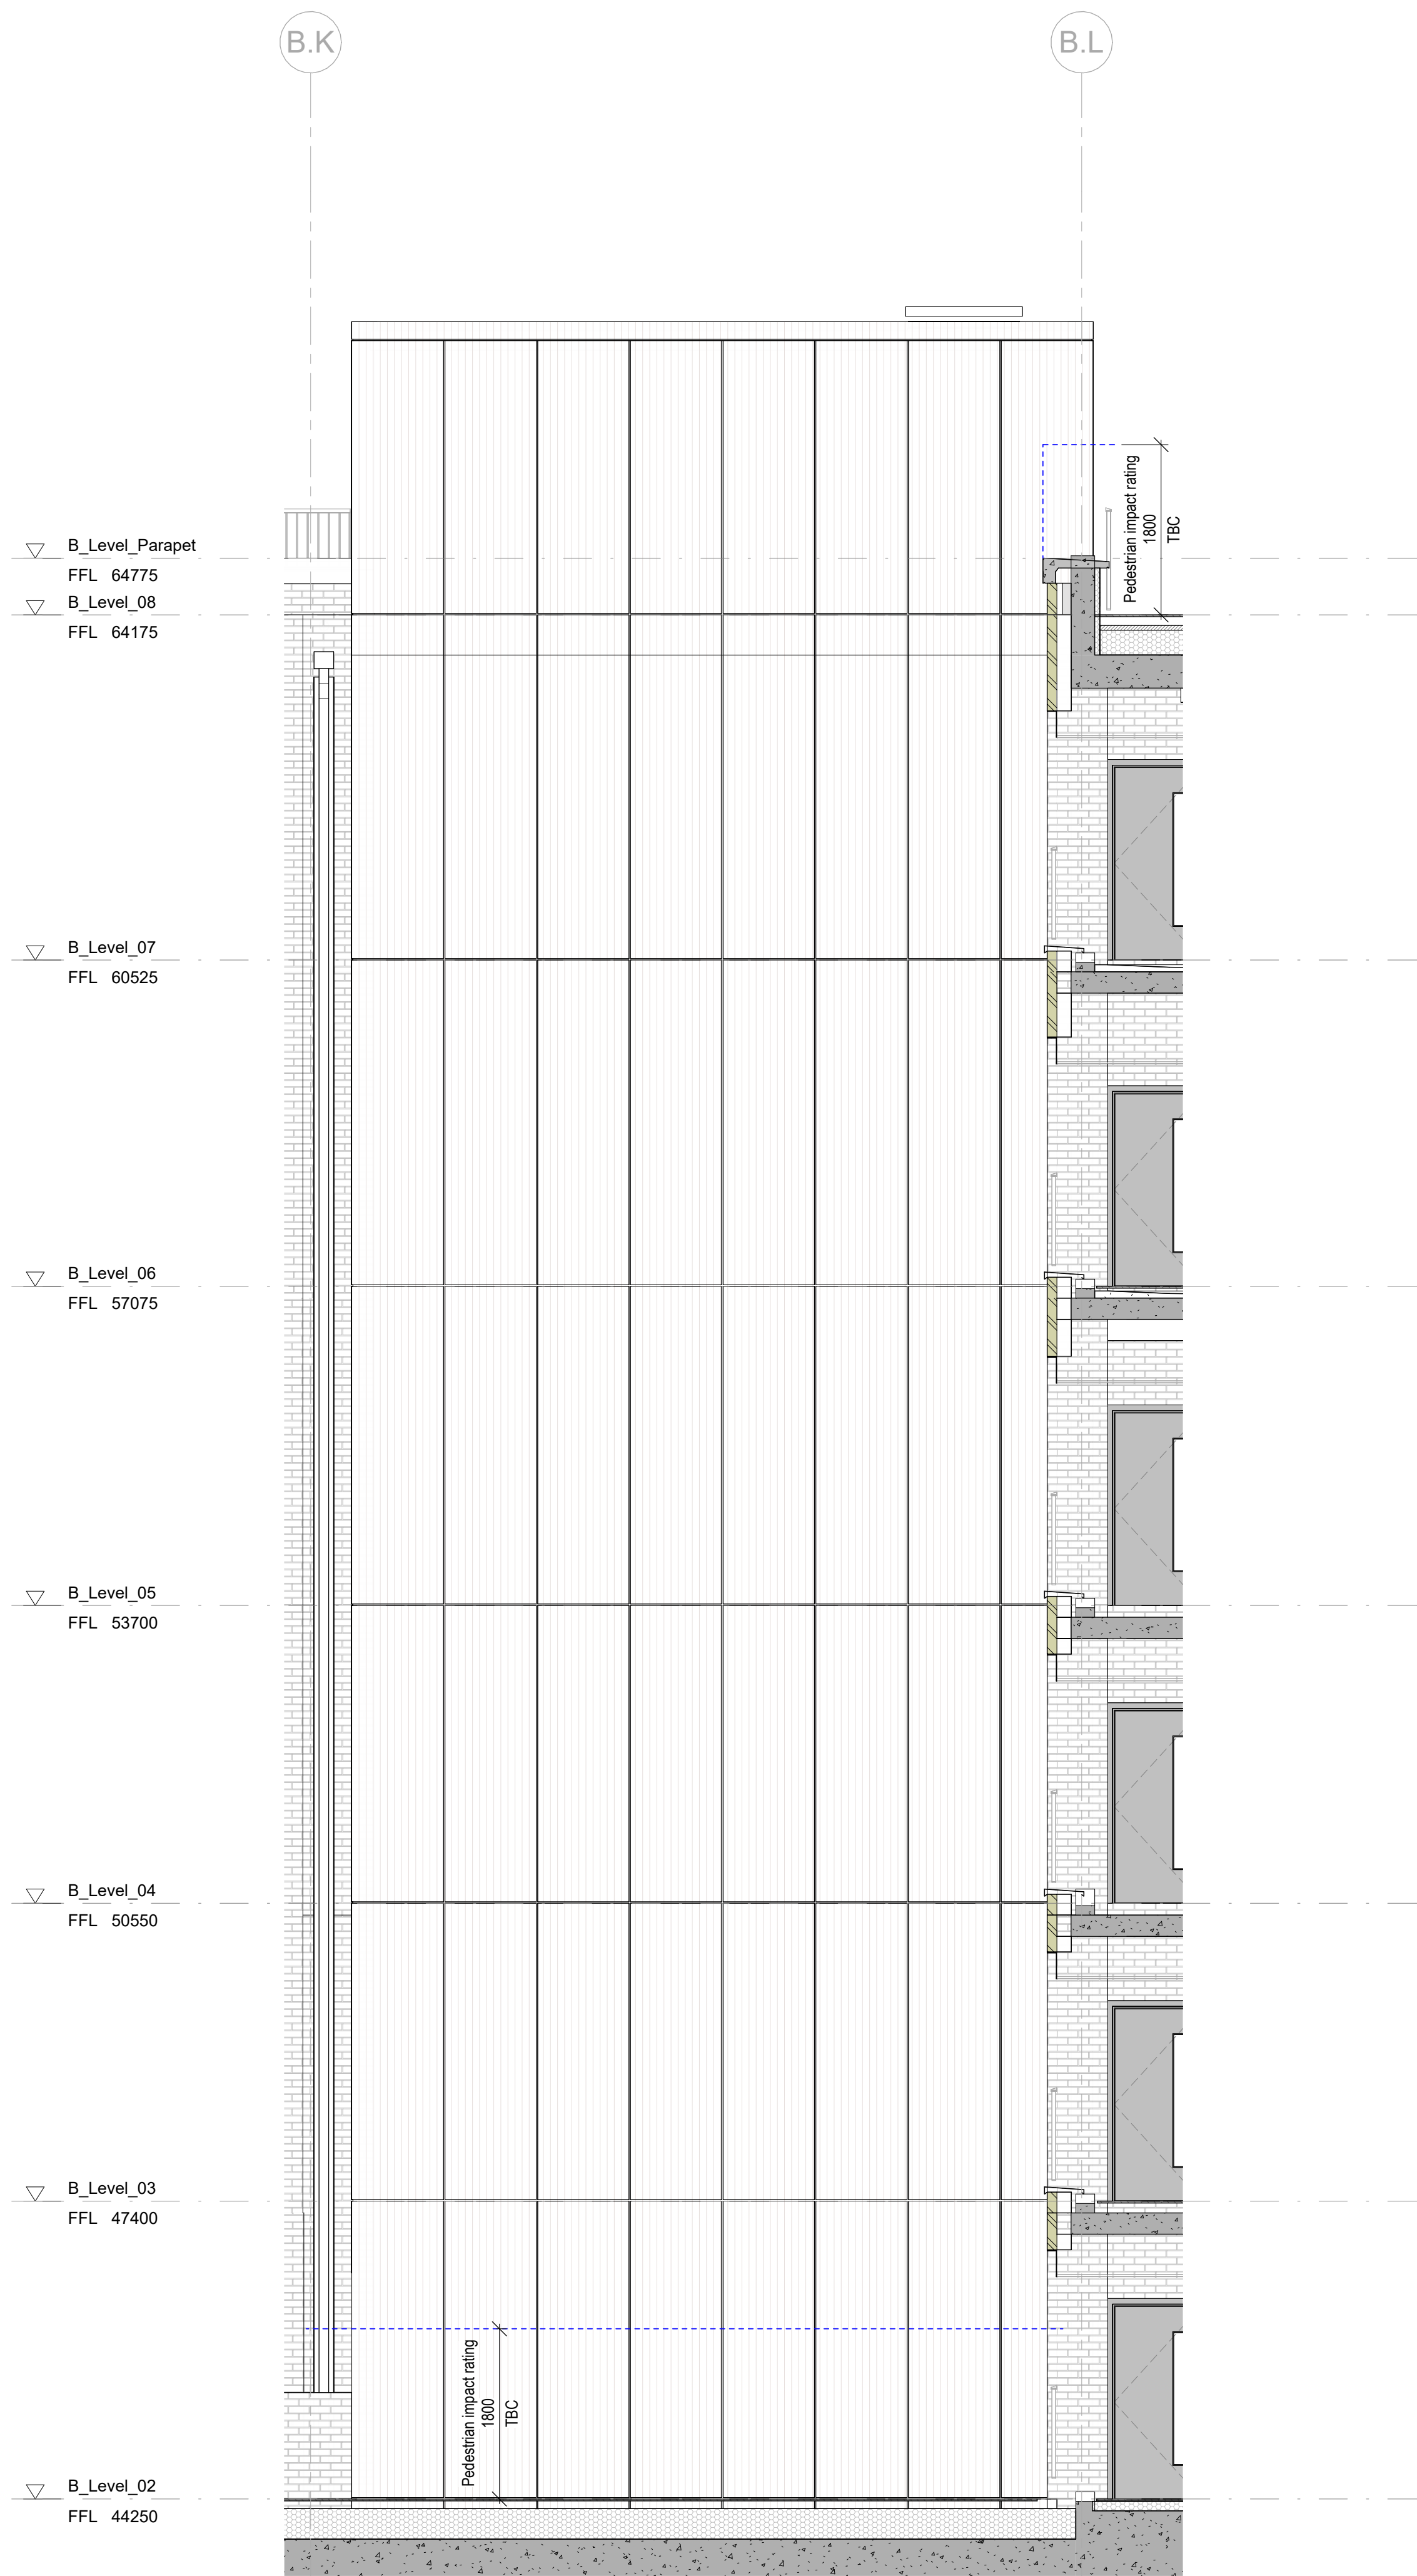 B.K
B.L
Pedestrian impact rating
1800
TBC
B_Level_Parapet
FFL 64775
B_Level_08
FFL 64175
B_Level_07
FFL 60525
B_Level_06
FFL 57075
B_Level_05
FFL 53700
B_Level_04
FFL 50550
B_Level_03
FFL 47400
Pedestrian impact rating
1800
TBC
B_Level_02
FFL 44250